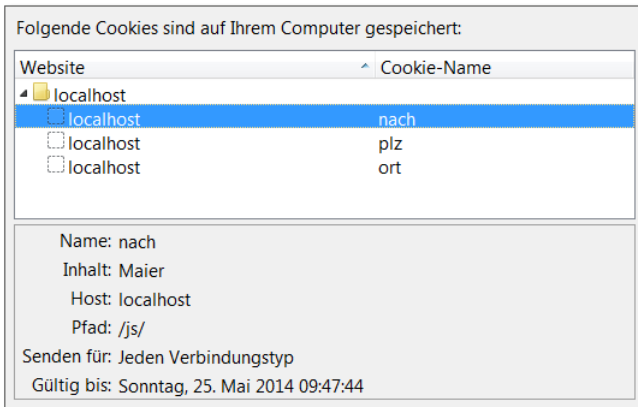 Folgende Cookies sind auf Ihrem Computer gespeichert:
Website Cookie-Name
localhost
localhost nach
localhost plz
localhost ort
Name: nach
Inhalt: Maier
Host: localhost
Pfad: /js/
Senden für: Jeden Verbindungstyp
Gültig bis: Sonntag, 25. Mai 2014 09:47:44